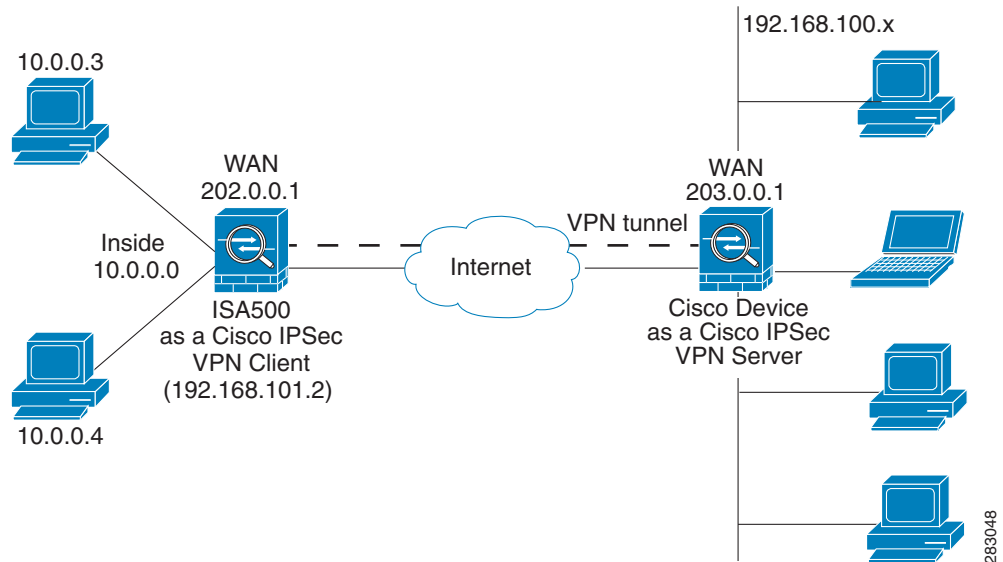 192.168.100.x
10.0.0.3
WAN
202.0.0.1
WAN
203.0.0.1
VPN tunnel
Inside
10.0.0.0
Internet
ISA500
as a Cisco IPSec
VPN Client
(192.168.101.2)
Cisco Device
as a Cisco IPSec
VPN Server
10.0.0.4
283048